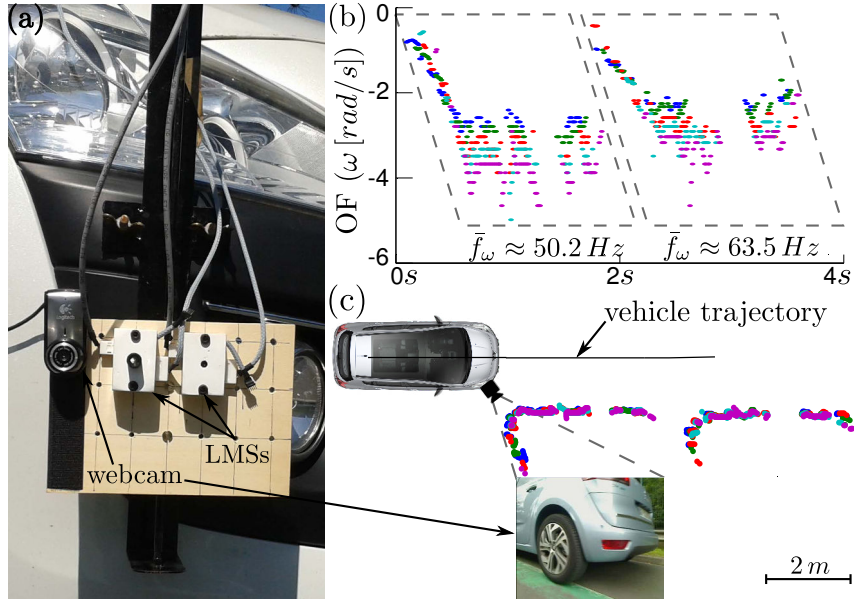 (a)
Logitech
webcam
LMSs
(b)
OF (ω [rad/s])
0
-2
-4
-6
0s
2s
4s
f̄ω ≈ 50.2 Hz
f̄ω ≈ 63.5 Hz
(c)
vehicle trajectory
2 m